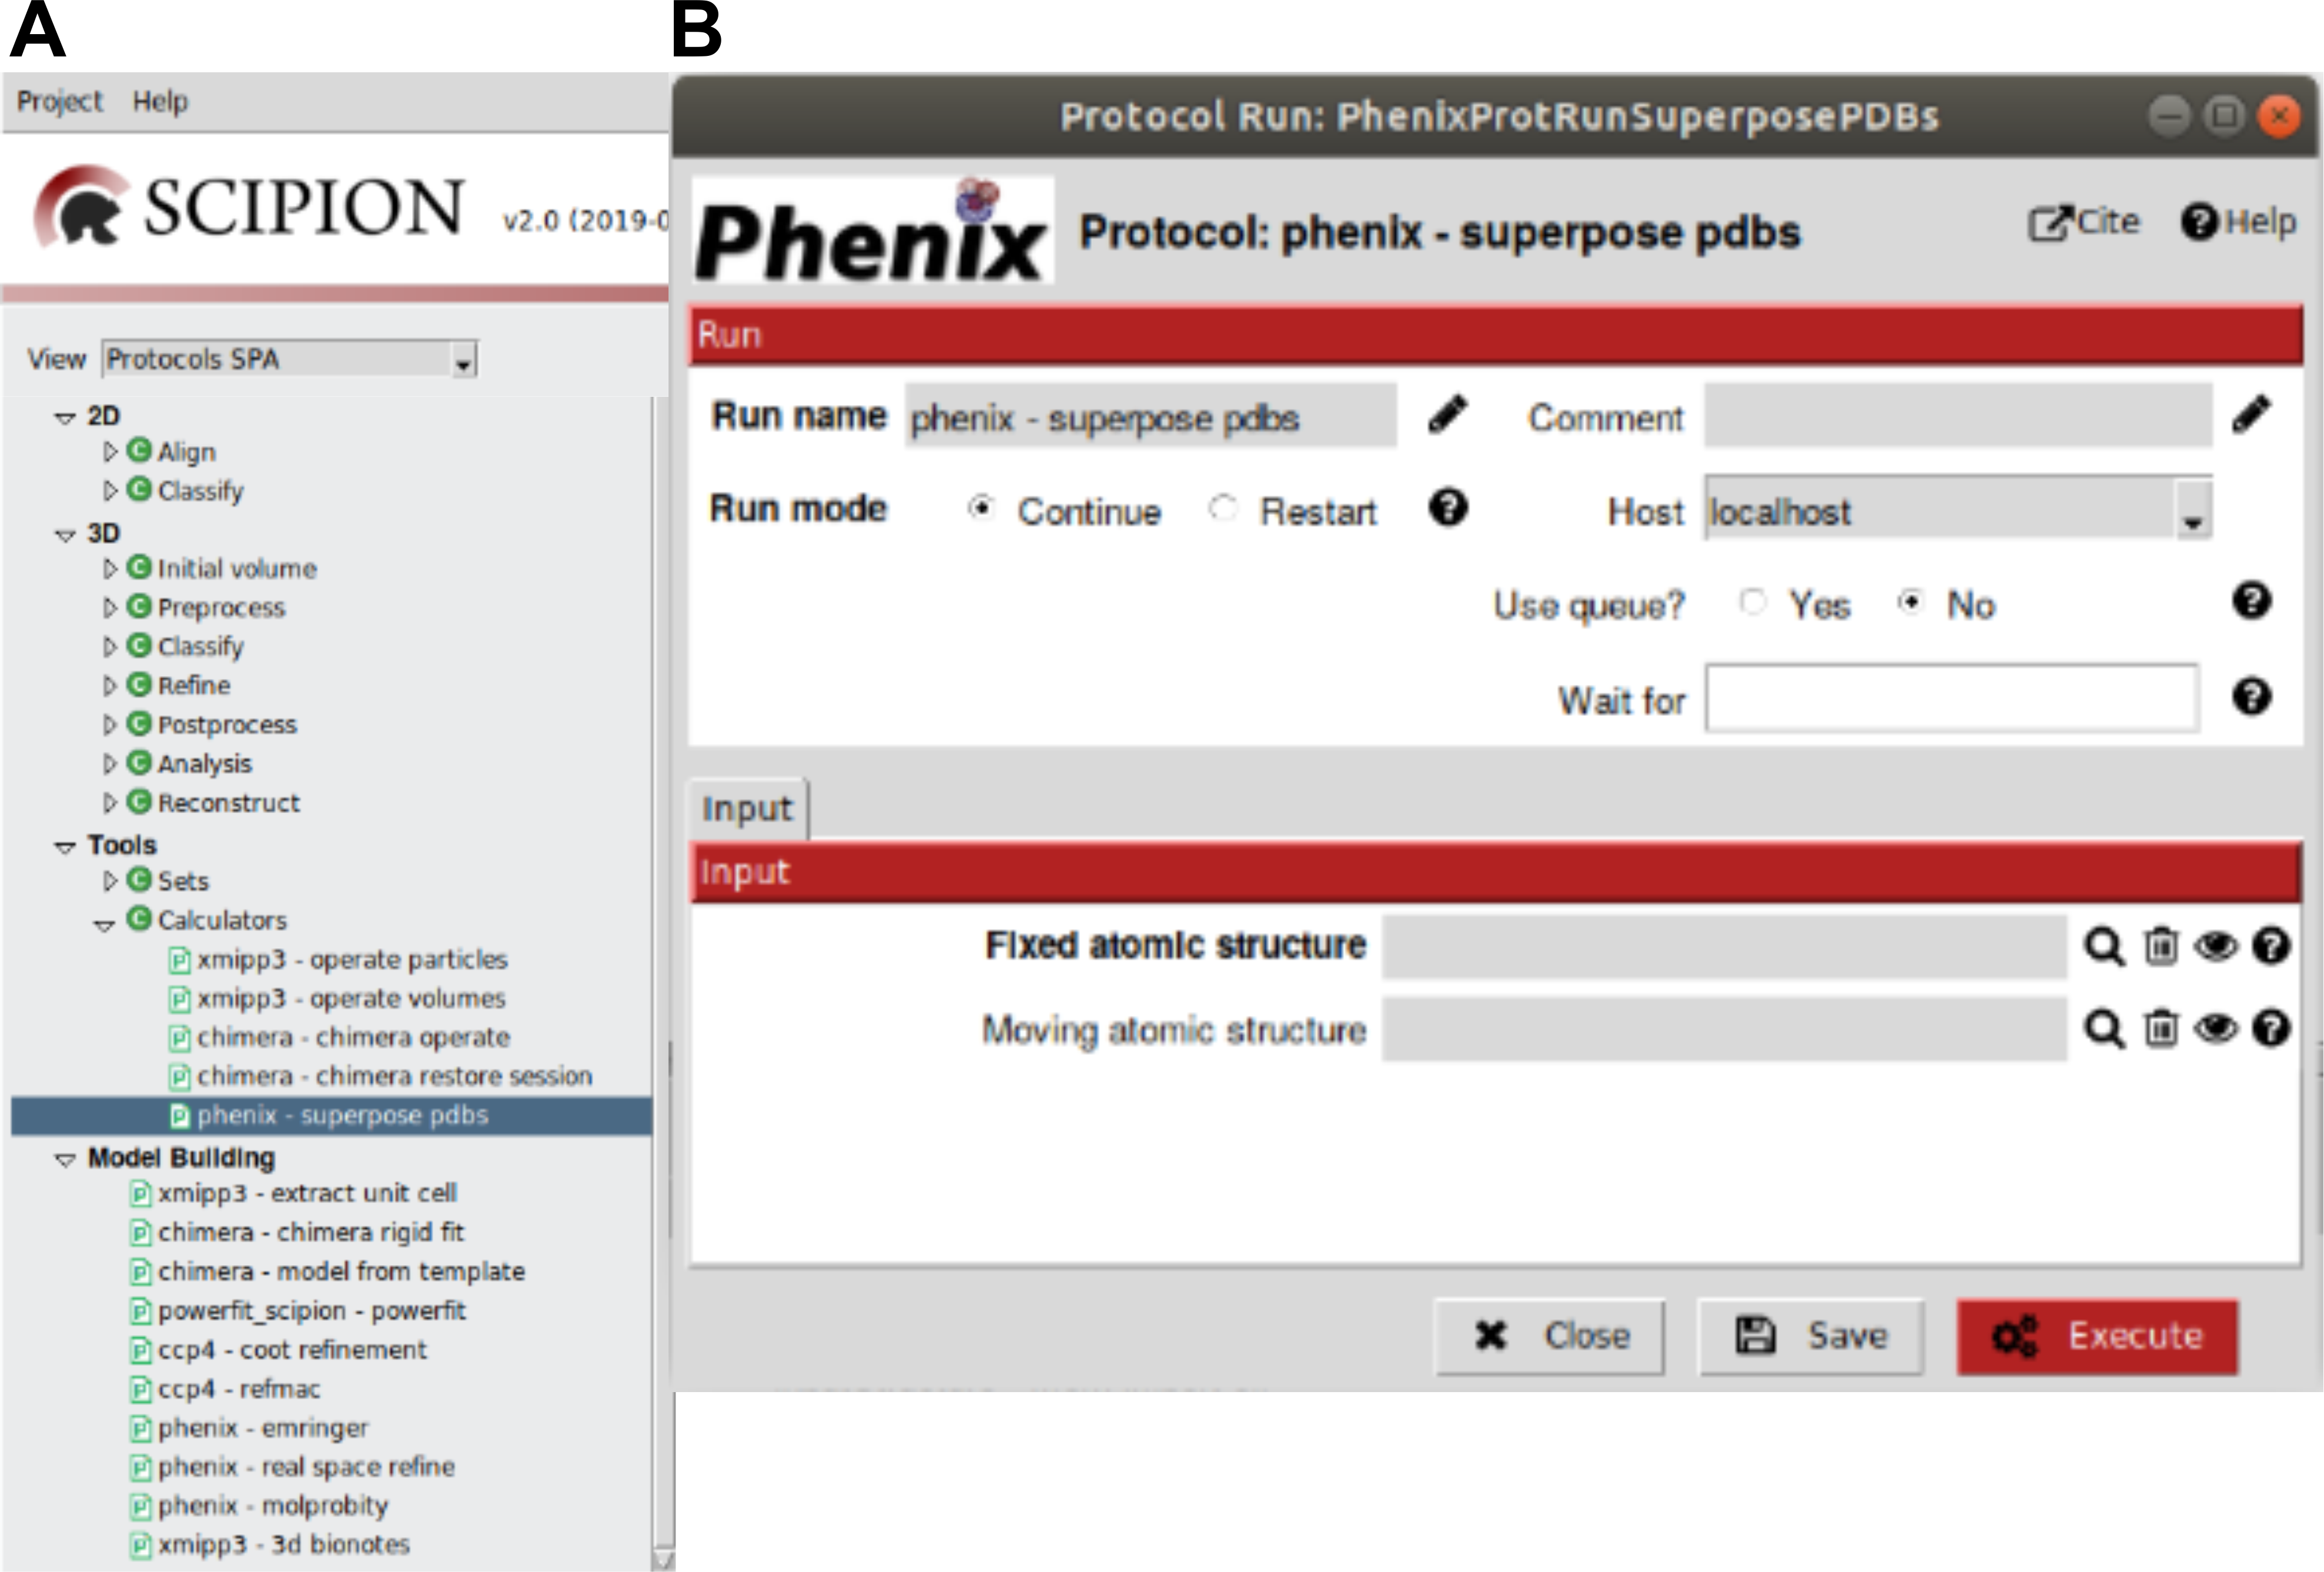 A
Project Help
SCIPION v2.0 (2019-0
View Protocols SPA
2D
Align
Classify
3D
Initial volume
Preprocess
Classify
Refine
Postprocess
Analysis
Reconstruct
Tools
Sets
Calculators
xmipp3 - operate particles
xmipp3 - operate volumes
chimera - chimera operate
chimera - chimera restore session
phenix - superpose pdbs
Model Building
xmipp3 - extract unit cell
chimera - chimera rigid fit
chimera - model from template
powerfit_scipion - powerfit
ccp4 - coot refinement
ccp4 - refmac
phenix - emringer
phenix - real space refine
phenix - molprobity
xmipp3 - 3d bionotes
B
Protocol Run: PhenixProtRunSuperposePDBs
Phenix Protocol: phenix - superpose pdbs Cite Help
Run
Run name phenix - superpose pdbs Comment
Run mode Continue Restart Host localhost
Use queue? Yes No
Wait for
Input
Input
Fixed atomic structure
Moving atomic structure
Close Save Execute